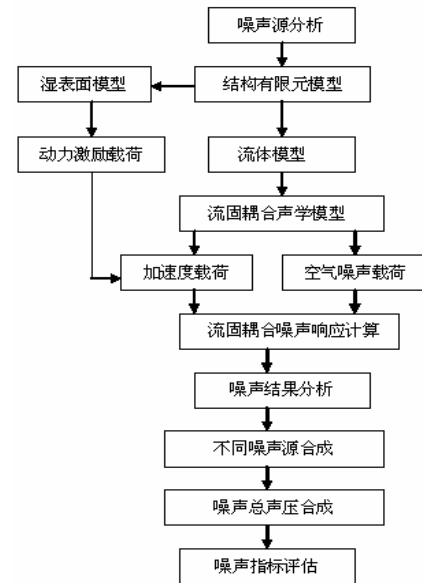 噪声源分析
湿表面模型
结构有限元模型
动力激励载荷
流体模型
流固耦合声学模型
加速度载荷
空气噪声载荷
流固耦合噪声响应计算
噪声结果分析
不同噪声源合成
噪声总声压合成
噪声指标评估